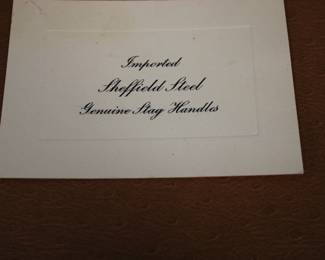 Imported
Sheffield Steel
Genuine Stag Handles